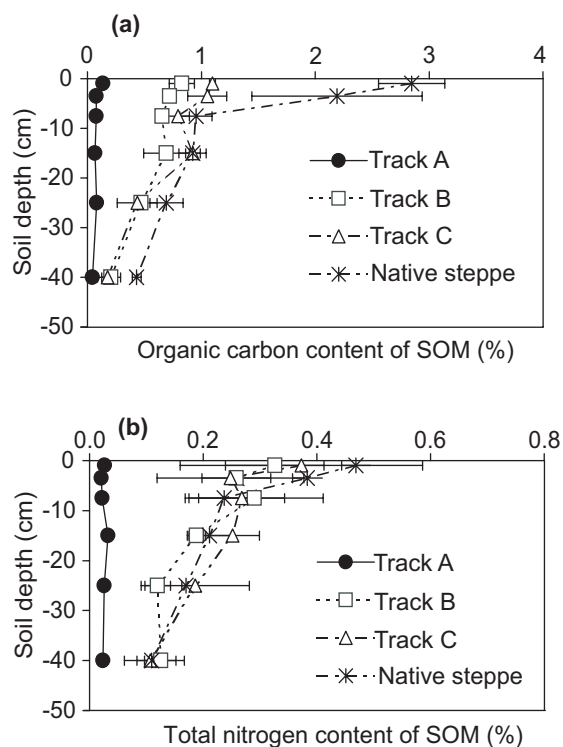 (a)
0 1 2 3 4
0
-10
-20
-30
-40
-50
Soil depth (cm)
Track A
Track B
Track C
Native steppe
Organic carbon content of SOM (%)
(b)
0.0 0.2 0.4 0.6 0.8
0
-10
-20
-30
-40
-50
Soil depth (cm)
Track A
Track B
Track C
Native steppe
Total nitrogen content of SOM (%)